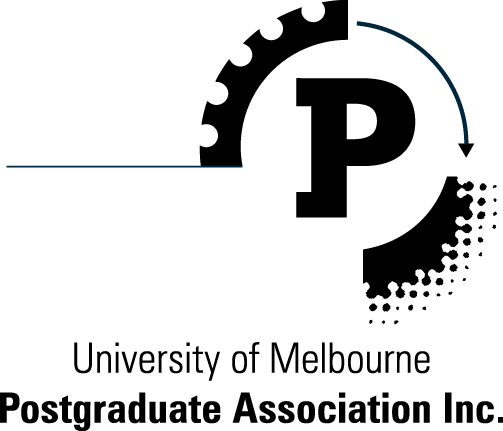 P
University of Melbourne
Postgraduate Association Inc.